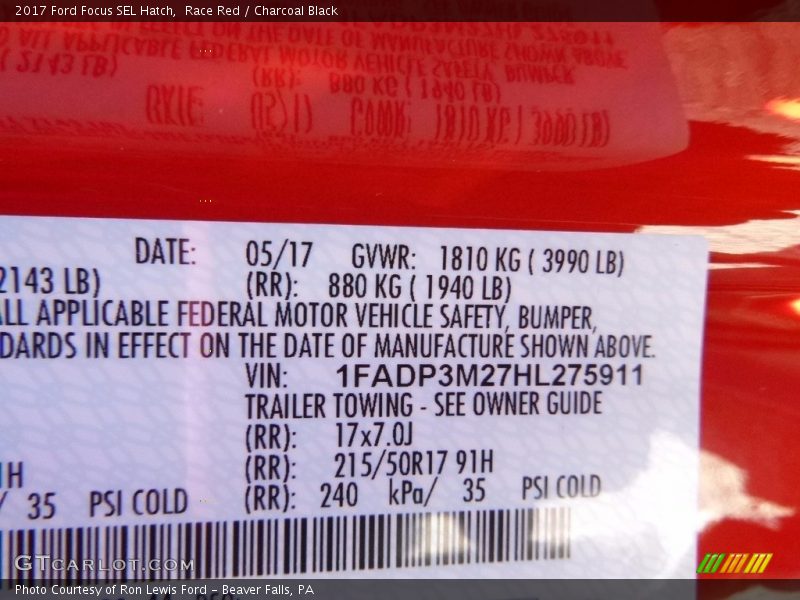 2017 Ford Focus SEL Hatch, Race Red / Charcoal Black
DATE: 05/17 GVWR: 1810 KG ( 3990 LB)
2143 LB) (RR): 880 KG ( 1940 LB)
ALL APPLICABLE FEDERAL MOTOR VEHICLE SAFETY, BUMPER,
DARDS IN EFFECT ON THE DATE OF MANUFACTURE SHOWN ABOVE.
VIN: 1FADP3M27HL275911
TRAILER TOWING - SEE OWNER GUIDE
(RR): 17x7.0J
1H (RR): 215/50R17 91H
/ 35 PSI COLD (RR): 240 kPa/ 35 PSI COLD
GTCARLOT.COM
Photo Courtesy of Ron Lewis Ford - Beaver Falls, PA